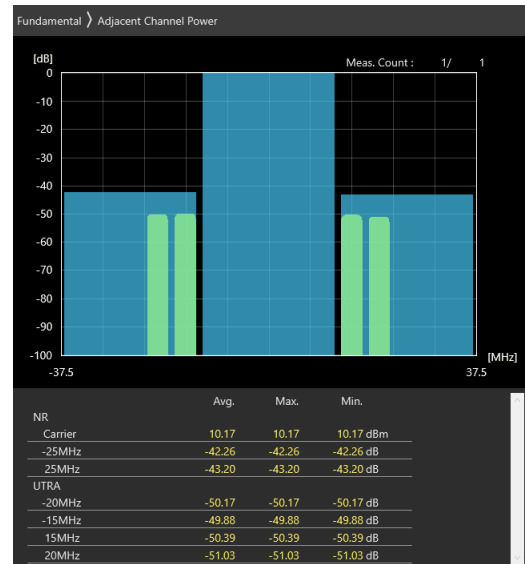 Fundamental 〉 Adjacent Channel Power
[dB]
Meas. Count : 1/ 1
0
-10
-20
-30
-40
-50
-60
-70
-80
-90
-100
[MHz]
-37.5 37.5
Avg. Max. Min.
NR
Carrier 10.17 10.17 10.17 dBm
-25MHz -42.26 -42.26 -42.26 dB
25MHz -43.20 -43.20 -43.20 dB
UTRA
-20MHz -50.17 -50.17 -50.17 dB
-15MHz -49.88 -49.88 -49.88 dB
15MHz -50.39 -50.39 -50.39 dB
20MHz -51.03 -51.03 -51.03 dB